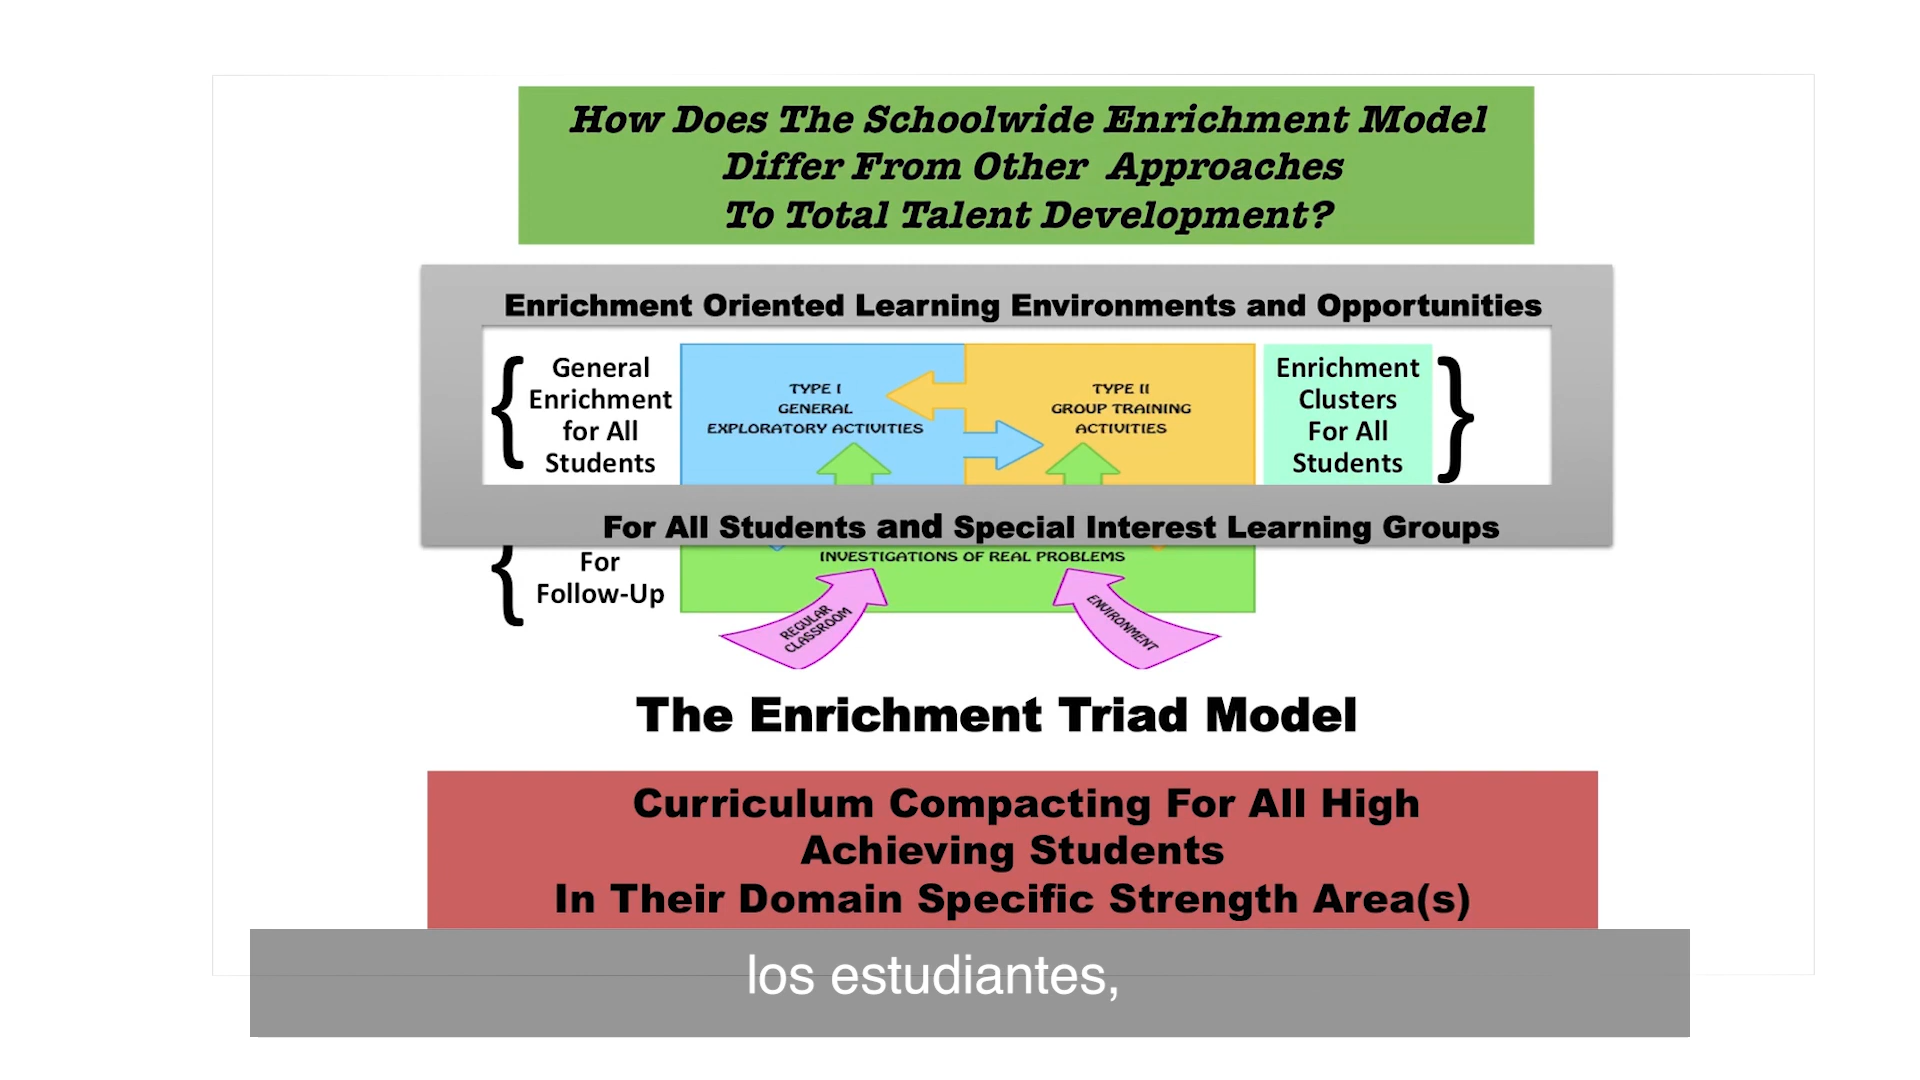 How Does The Schoolwide Enrichment Model
Differ From Other Approaches
To Total Talent Development?
Enrichment Oriented Learning Environments and Opportunities
General
Enrichment
for All
Students
TYPE I
GENERAL
EXPLORATORY ACTIVITIES
TYPE II
GROUP TRAINING
ACTIVITIES
Enrichment
Clusters
For All
Students
For All Students and Special Interest Learning Groups
For
Follow-Up
INVESTIGATIONS OF REAL PROBLEMS
REGULAR
CLASSROOM
ENVIRONMENT
The Enrichment Triad Model
Curriculum Compacting For All High
Achieving Students
In Their Domain Specific Strength Area(s)
los estudiantes,